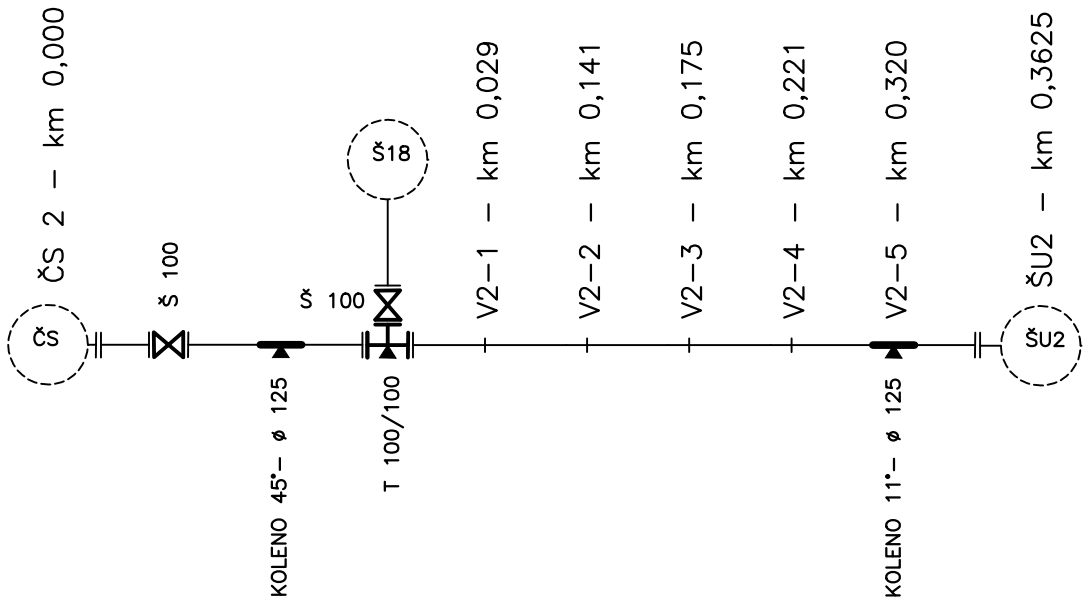 ČS 2 – km 0,000
V2–1 – km 0,029
V2–2 – km 0,141
V2–3 – km 0,175
V2–4 – km 0,221
V2–5 – km 0,320
ŠU2 – km 0,3625
Š18
Š 100
Š 100
ČS
ŠU2
KOLENO 45°– ø 125
T 100/100
KOLENO 11°– ø 125